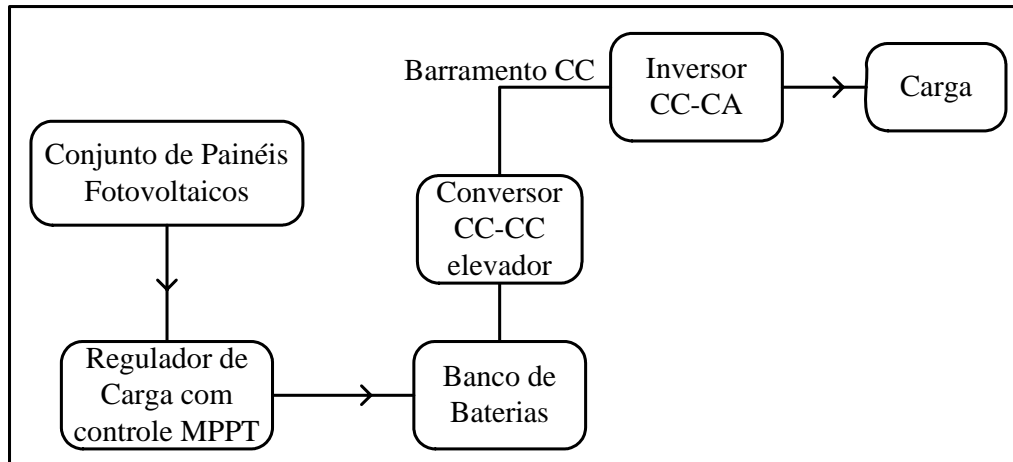 Conjunto de Painéis
Fotovoltaicos
Regulador de
Carga com
controle MPPT
Banco de
Baterias
Conversor
CC-CC
elevador
Barramento CC
Inversor
CC-CA
Carga